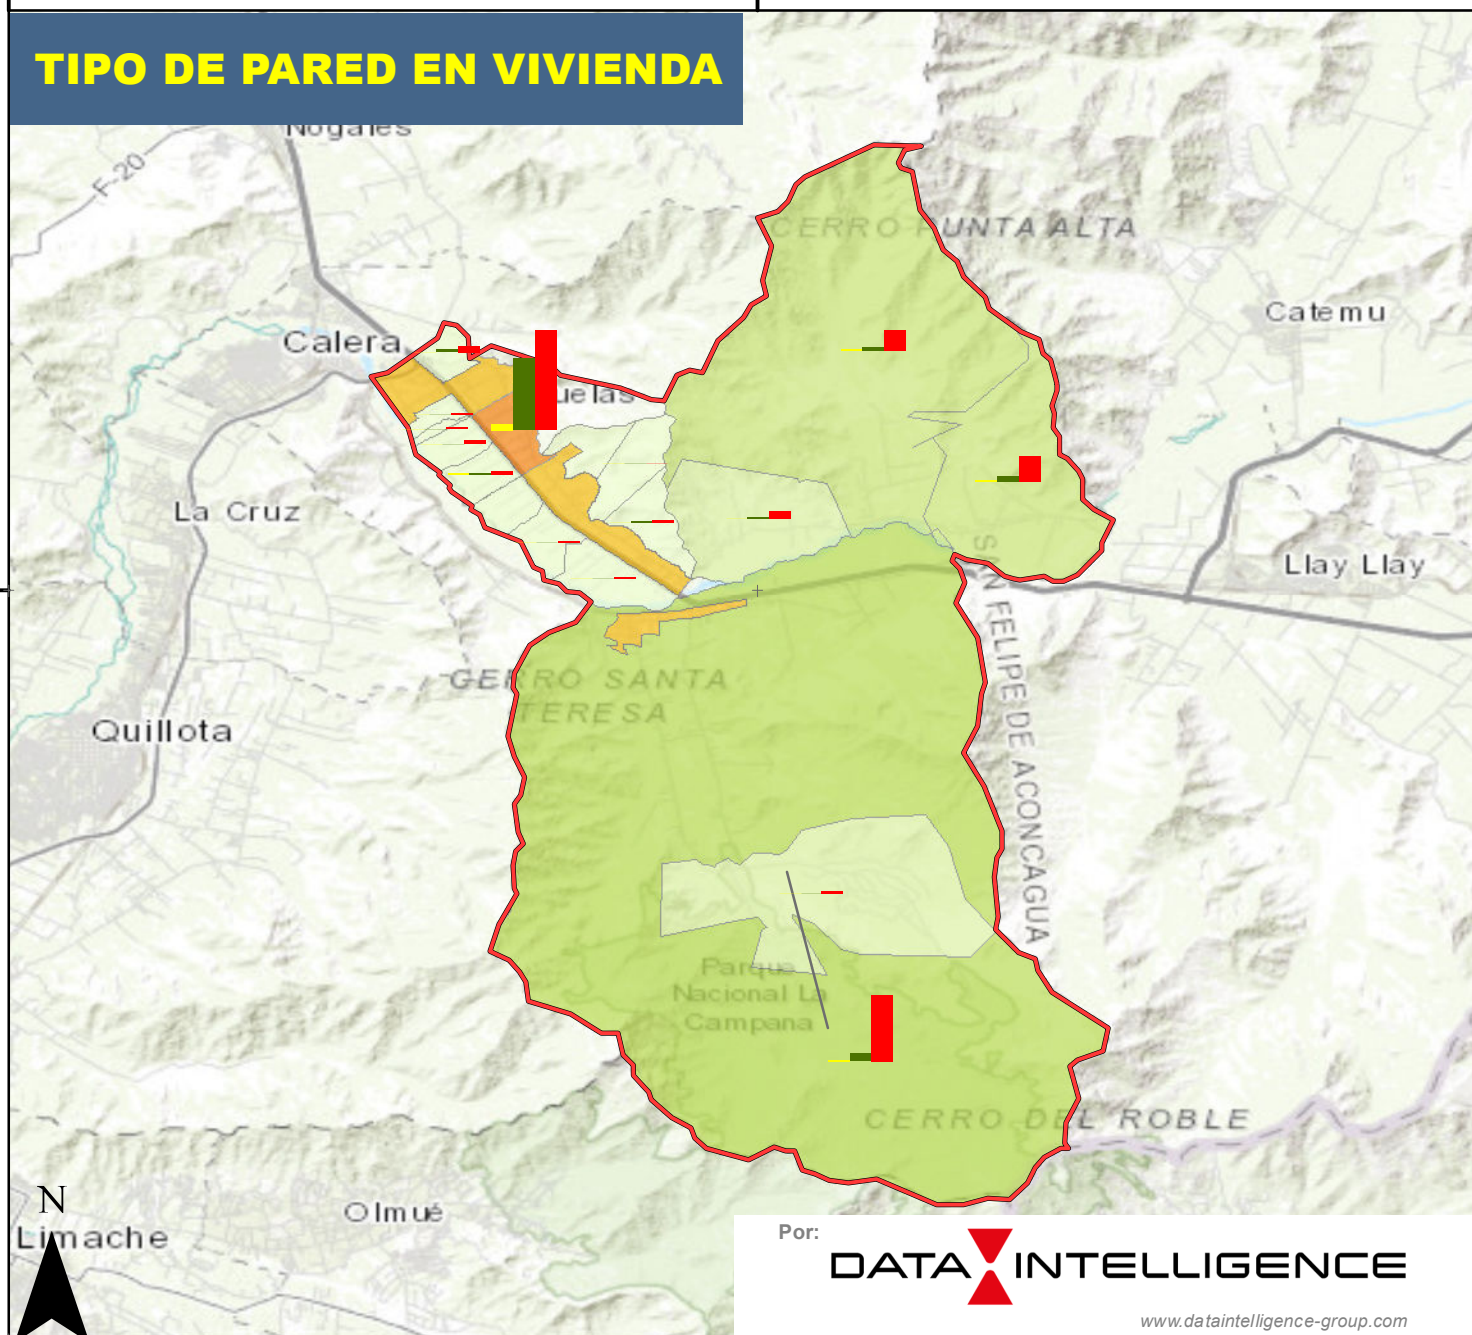 TIPO DE PARED EN VIVIENDA
Nogales
F-20
CERRO PUNTA ALTA
Catemu
Calera
uelas
La Cruz
Llay Llay
SAN FELIPE DE ACONCAGUA
CERRO SANTA
TERESA
Quillota
Parque
Nacional La
Campana
CERRO DEL ROBLE
N
Olmué
Limache
Por:
DATA INTELLIGENCE
www.dataintelligence-group.com